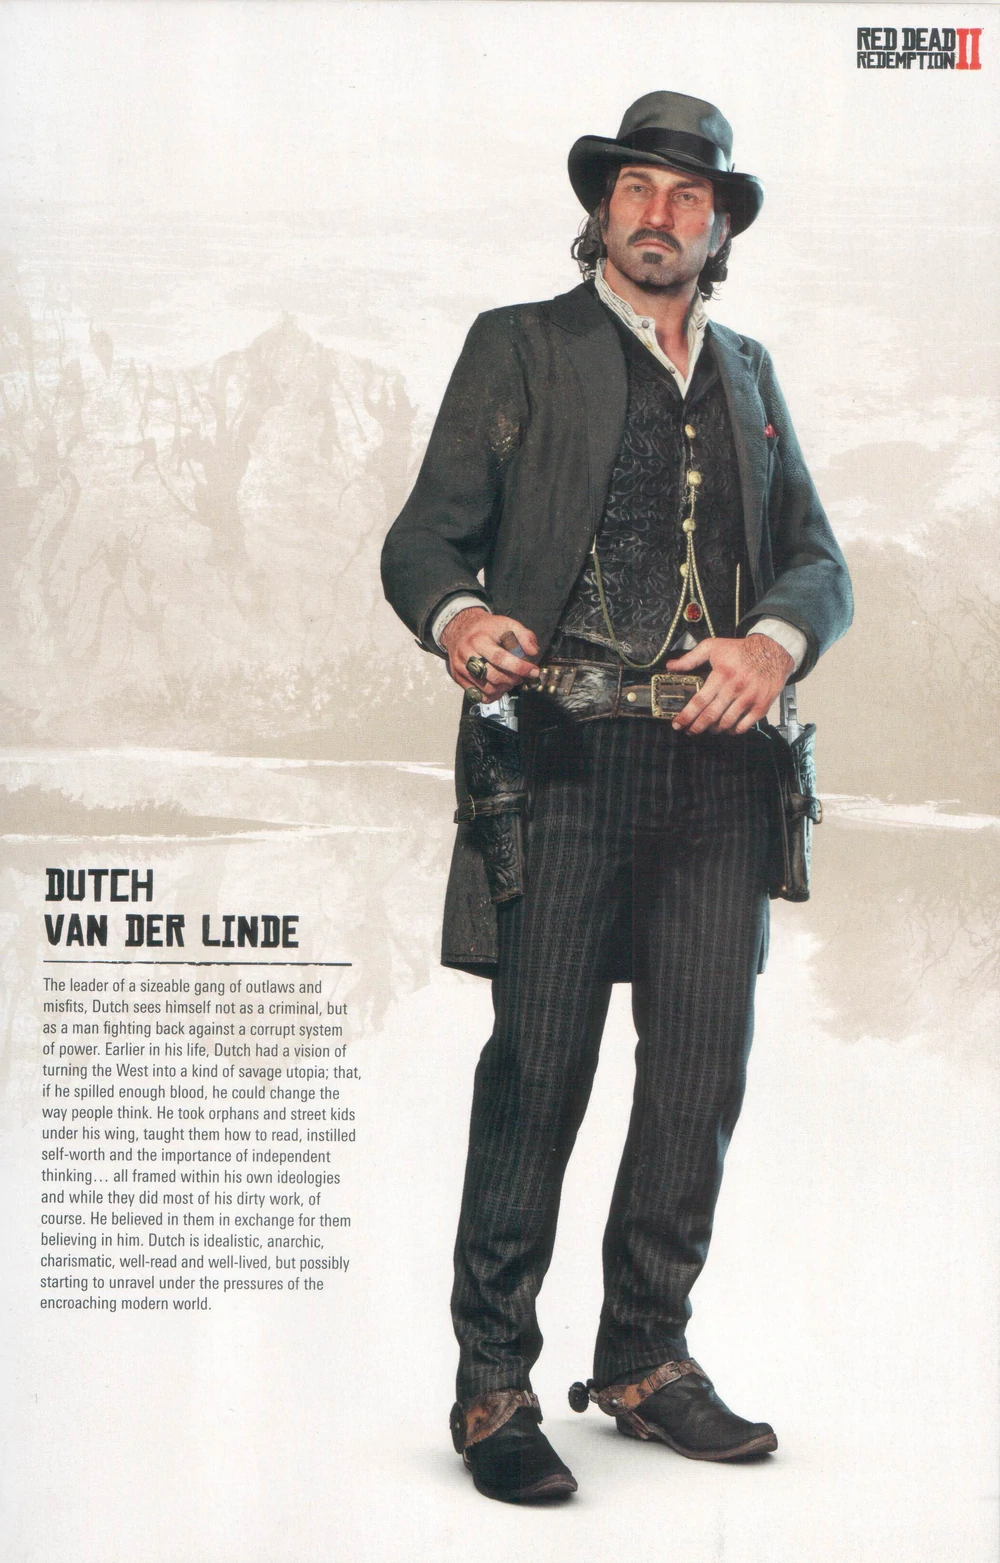 RED DEAD
REDEMPTION II
DUTCH
VAN DER LINDE
The leader of a sizeable gang of outlaws and
misfits, Dutch sees himself not as a criminal, but
as a man fighting back against a corrupt system
of power. Earlier in his life, Dutch had a vision of
turning the West into a kind of savage utopia; that,
if he spilled enough blood, he could change the
way people think. He took orphans and street kids
under his wing, taught them how to read, instilled
self-worth and the importance of independent
thinking... all framed within his own ideologies
and while they did most of his dirty work, of
course. He believed in them in exchange for them
believing in him. Dutch is idealistic, anarchic,
charismatic, well-read and well-lived, but possibly
starting to unravel under the pressures of the
encroaching modern world.